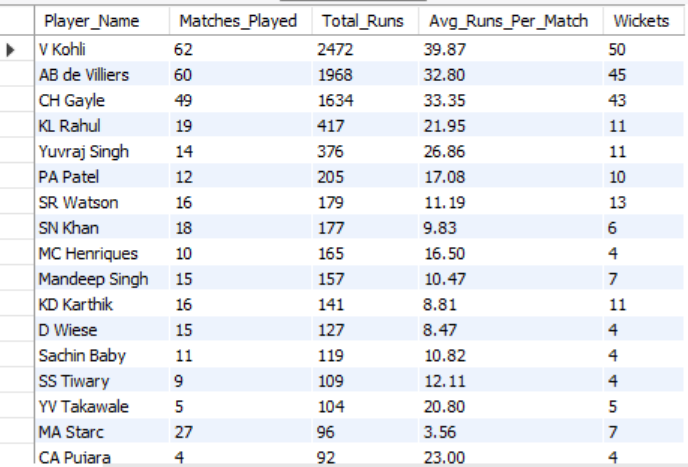 Player_Name Matches_Played Total_Runs Avg_Runs_Per_Match Wickets
V Kohli 62 2472 39.87 50
AB de Villiers 60 1968 32.80 45
CH Gayle 49 1634 33.35 43
KL Rahul 19 417 21.95 11
Yuvraj Singh 14 376 26.86 11
PA Patel 12 205 17.08 10
SR Watson 16 179 11.19 13
SN Khan 18 177 9.83 6
MC Henriques 10 165 16.50 4
Mandeep Singh 15 157 10.47 7
KD Karthik 16 141 8.81 11
D Wiese 15 127 8.47 4
Sachin Baby 11 119 10.82 4
SS Tiwary 9 109 12.11 4
YV Takawale 5 104 20.80 5
MA Starc 27 96 3.56 7
CA Pujara 4 92 23.00 4